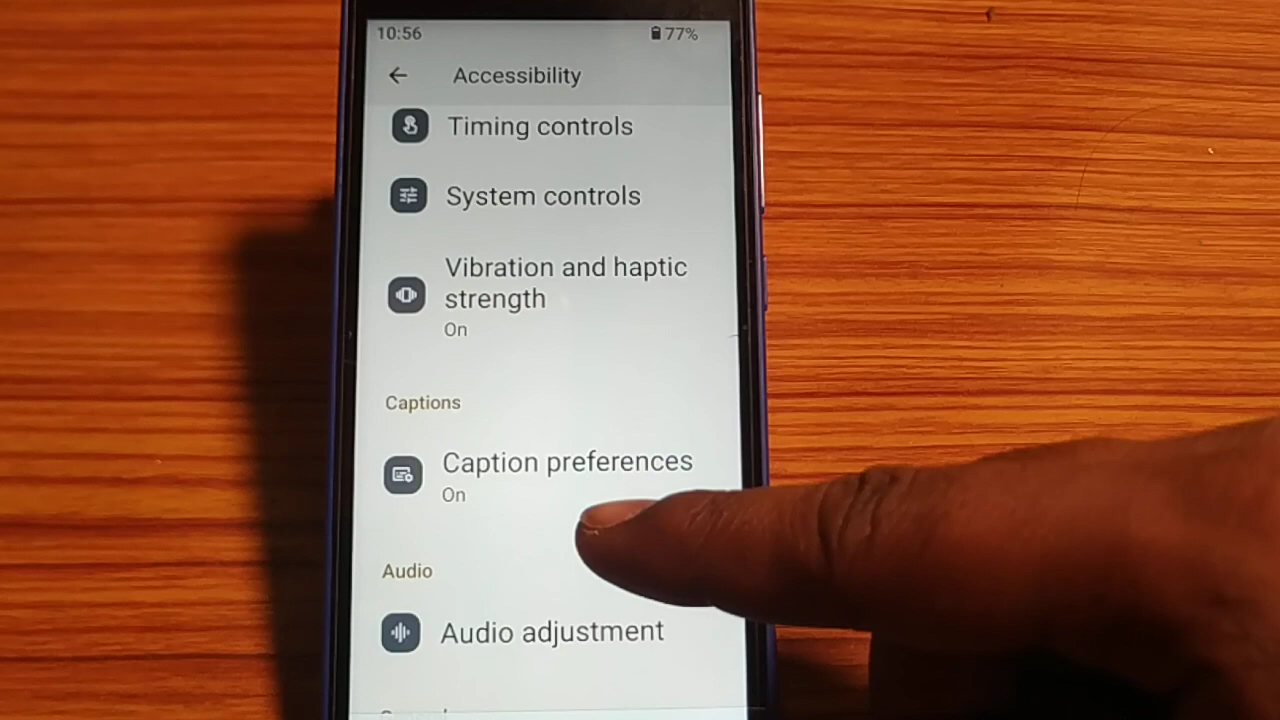 10:56 77%
Accessibility
Timing controls
System controls
Vibration and haptic
strength
On
Captions
Caption preferences
On
Audio
Audio adjustment